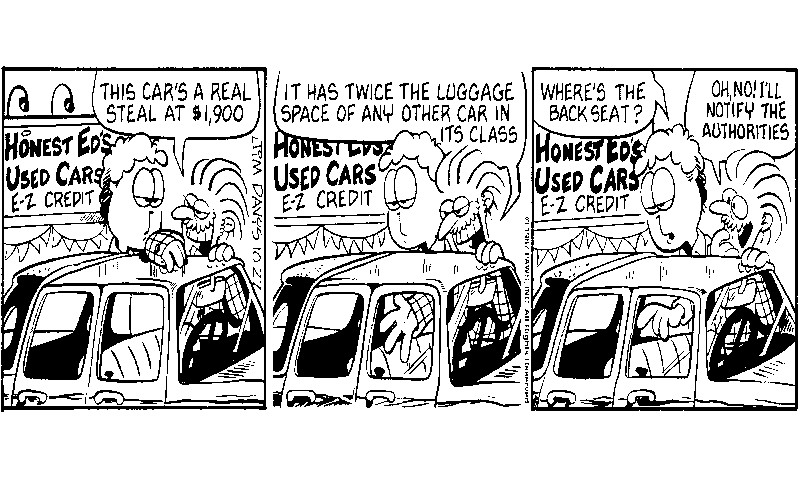 THIS CAR'S A REAL
STEAL AT $1,900
HONEST ED'S
USED CARS
E-Z CREDIT
JIM DAVIS 10-2
IT HAS TWICE THE LUGGAGE
SPACE OF ANY OTHER CAR IN
ITS CLASS
HONEST ED'S
USED CARS
E-Z CREDIT
WHERE'S THE
BACK SEAT?
OH, NO! I'LL
NOTIFY THE
AUTHORITIES
HONEST ED'S
USED CARS
E-Z CREDIT